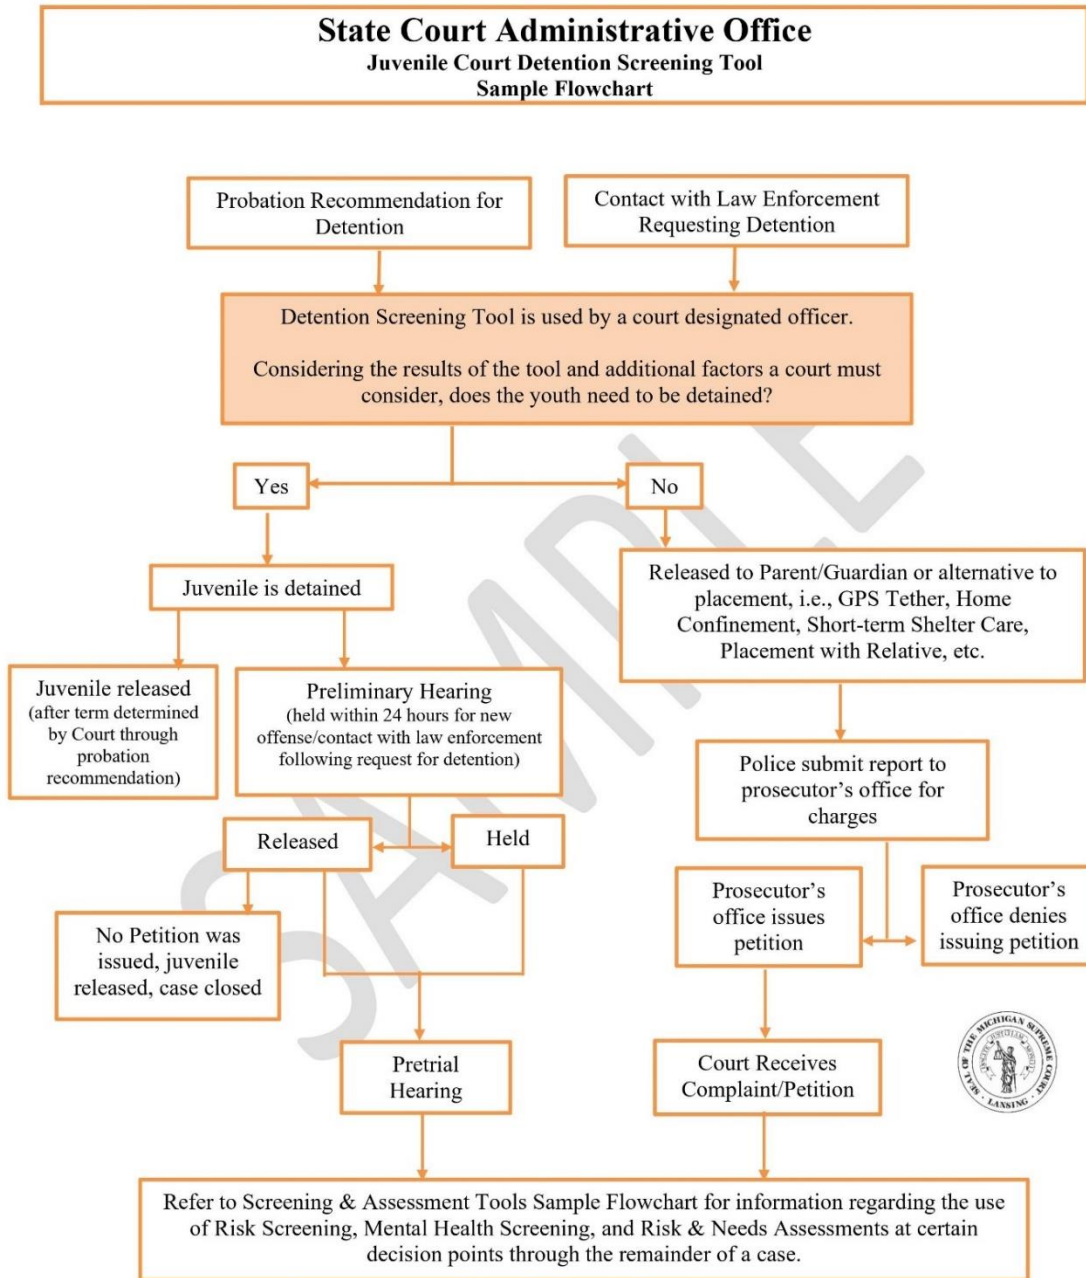 State Court Administrative Office
Juvenile Court Detention Screening Tool
Sample Flowchart
Probation Recommendation for
Detention
Contact with Law Enforcement
Requesting Detention
Detention Screening Tool is used by a court designated officer.
Considering the results of the tool and additional factors a court must
consider, does the youth need to be detained?
Yes
No
Juvenile is detained
Released to Parent/Guardian or alternative to
placement, i.e., GPS Tether, Home
Confinement, Short-term Shelter Care,
Placement with Relative, etc.
Juvenile released
(after term determined
by Court through
probation
recommendation)
Preliminary Hearing
(held within 24 hours for new
offense/contact with law enforcement
following request for detention)
Police submit report to
prosecutor's office for
charges
Released
Held
Prosecutor's
office issues
petition
Prosecutor's
office denies
issuing petition
No Petition was
issued, juvenile
released, case closed
Pretrial
Hearing
Court Receives
Complaint/Petition
SEAL OF THE MICHIGAN SUPREME COURT
· LANSING ·
Refer to Screening & Assessment Tools Sample Flowchart for information regarding the use
of Risk Screening, Mental Health Screening, and Risk & Needs Assessments at certain
decision points through the remainder of a case.
SAMPLE